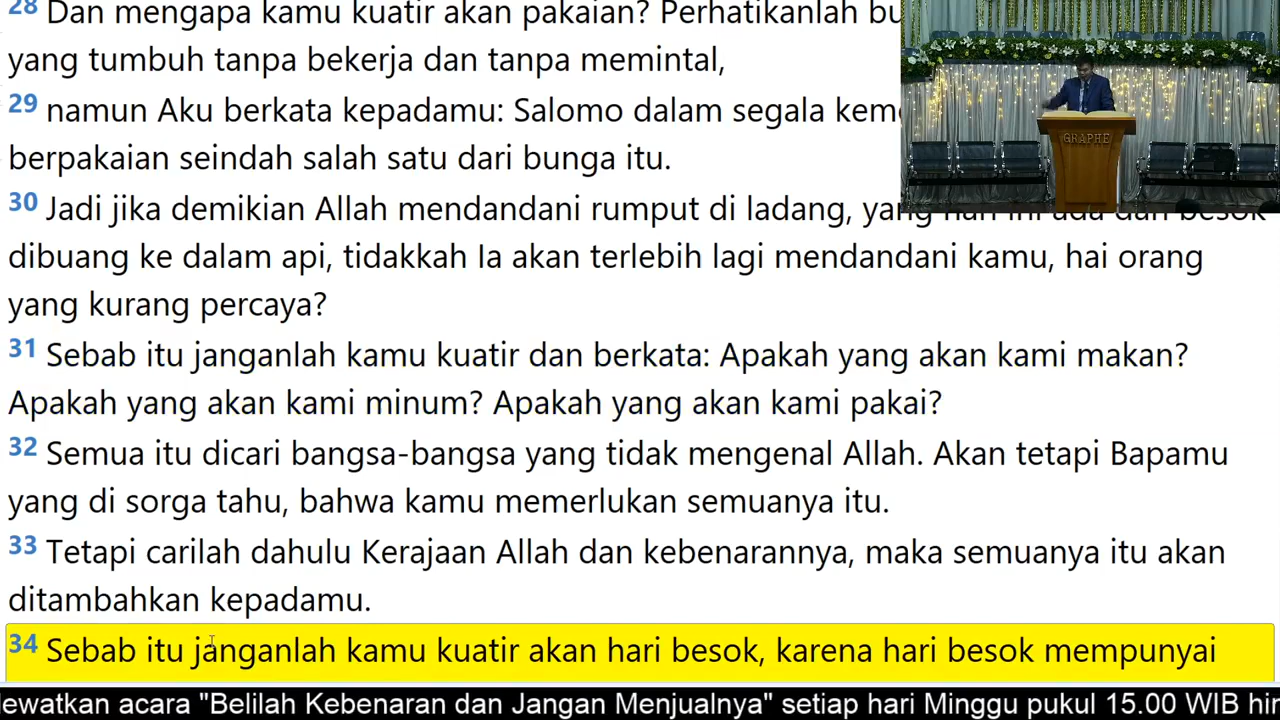 28 Dan mengapa kamu kuatir akan pakaian? Perhatikanlah
yang tumbuh tanpa bekerja dan tanpa memintal,
29 namun Aku berkata kepadamu: Salomo dalam segala
berpakaian seindah salah satu dari bunga itu.
30 Jadi jika demikian Allah mendandani rumput di ladang, yang hari ini ada dan besok
dibuang ke dalam api, tidakkah Ia akan terlebih lagi mendandani kamu, hai orang
yang kurang percaya?
31 Sebab itu janganlah kamu kuatir dan berkata: Apakah yang akan kami makan?
Apakah yang akan kami minum? Apakah yang akan kami pakai?
32 Semua itu dicari bangsa-bangsa yang tidak mengenal Allah. Akan tetapi Bapamu
yang di sorga tahu, bahwa kamu memerlukan semuanya itu.
33 Tetapi carilah dahulu Kerajaan Allah dan kebenarannya, maka semuanya itu akan
ditambahkan kepadamu.
34 Sebab itu janganlah kamu kuatir akan hari besok, karena hari besok mempunyai
GRAPHE
lewatkan acara "Belilah Kebenaran dan Jangan Menjualnya" setiap hari Minggu pukul 15.00 WIB